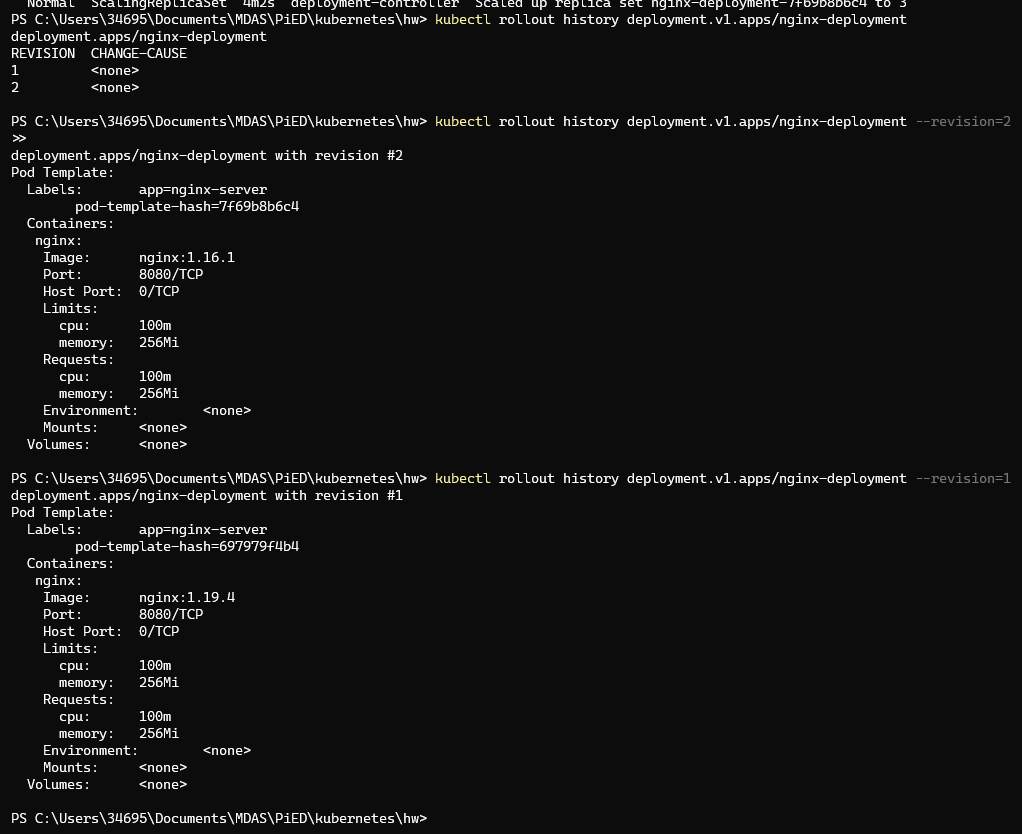 Normal  ScalingReplicaSet  4m2s  deployment-controller  Scaled up replica set nginx-deployment-7f69b8b6c4 to 3
PS C:\Users\34695\Documents\MDAS\PiED\kubernetes\hw> kubectl rollout history deployment.v1.apps/nginx-deployment
deployment.apps/nginx-deployment
REVISION  CHANGE-CAUSE
1         <none>
2         <none>
PS C:\Users\34695\Documents\MDAS\PiED\kubernetes\hw> kubectl rollout history deployment.v1.apps/nginx-deployment --revision=2
>>
deployment.apps/nginx-deployment with revision #2
Pod Template:
  Labels:       app=nginx-server
        pod-template-hash=7f69b8b6c4
  Containers:
   nginx:
    Image:      nginx:1.16.1
    Port:       8080/TCP
    Host Port:  0/TCP
    Limits:
      cpu:      100m
      memory:   256Mi
    Requests:
      cpu:      100m
      memory:   256Mi
    Environment:        <none>
    Mounts:     <none>
  Volumes:      <none>
PS C:\Users\34695\Documents\MDAS\PiED\kubernetes\hw> kubectl rollout history deployment.v1.apps/nginx-deployment --revision=1
deployment.apps/nginx-deployment with revision #1
Pod Template:
  Labels:       app=nginx-server
        pod-template-hash=697979f4b4
  Containers:
   nginx:
    Image:      nginx:1.19.4
    Port:       8080/TCP
    Host Port:  0/TCP
    Limits:
      cpu:      100m
      memory:   256Mi
    Requests:
      cpu:      100m
      memory:   256Mi
    Environment:        <none>
    Mounts:     <none>
  Volumes:      <none>
PS C:\Users\34695\Documents\MDAS\PiED\kubernetes\hw>